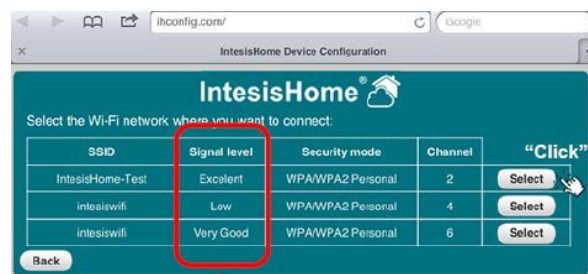 ihconfig.com/
Google
IntesisHome Device Configuration
IntesisHome®
Select the Wi-Fi network where you want to connect:
SSID Signal level Security mode Channel "Click"
IntesisHome-Test Excelent WPA/WPA2 Personal 2 Select
intesiswifi Low WPA/WPA2 Personal 4 Select
intesiswifi Very Good WPA/WPA2 Personal 6 Select
Back